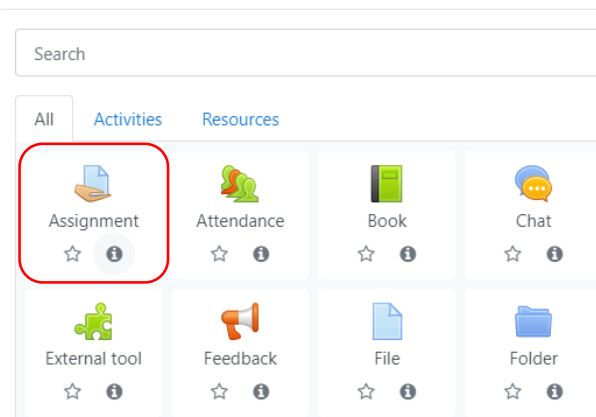 Search
All Activities Resources
Assignment Attendance Book Chat
External tool Feedback File Folder